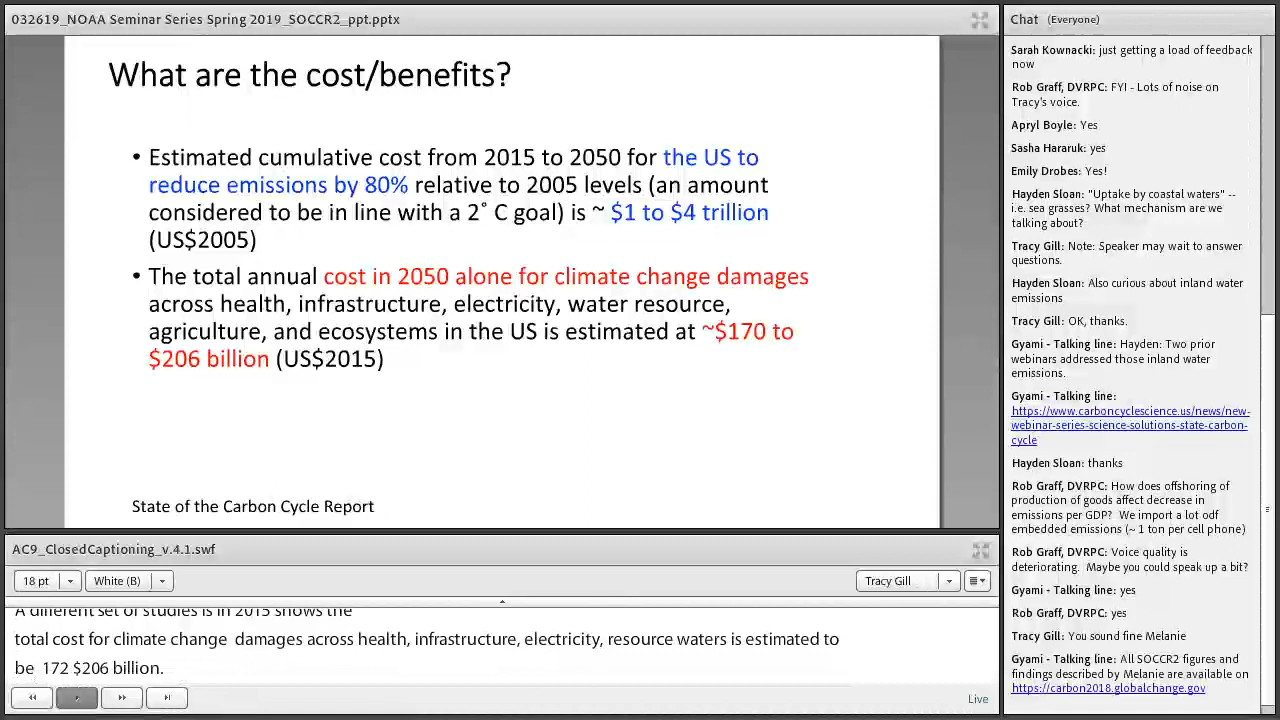 032619_NOAA Seminar Series Spring 2019_SOCCR2_ppt.pptx
What are the cost/benefits?
• Estimated cumulative cost from 2015 to 2050 for the US to
reduce emissions by 80% relative to 2005 levels (an amount
considered to be in line with a 2˚ C goal) is ~ $1 to $4 trillion
(US$2005)
• The total annual cost in 2050 alone for climate change damages
across health, infrastructure, electricity, water resource,
agriculture, and ecosystems in the US is estimated at ~$170 to
$206 billion (US$2015)
State of the Carbon Cycle Report
AC9_ClosedCaptioning_v.4.1.swf
18 pt
White (B)
Tracy Gill
A different set of studies is in 2015 shows the
total cost for climate change  damages across health, infrastructure, electricity, resource waters is estimated to
be  172 $206 billion.
Live
Chat (Everyone)
Sarah Kownacki: just getting a load of feedback
now
Rob Graff, DVRPC: FYI - Lots of noise on
Tracy's voice.
Apryl Boyle: Yes
Sasha Hararuk: yes
Emily Drobes: Yes!
Hayden Sloan: "Uptake by coastal waters" --
i.e. sea grasses? What mechanism are we
talking about?
Tracy Gill: Note: Speaker may wait to answer
questions.
Hayden Sloan: Also curious about inland water
emissions
Tracy Gill: OK, thanks.
Gyami - Talking line: Hayden: Two prior
webinars addressed those inland water
emissions.
Gyami - Talking line:
https://www.carboncyclescience.us/news/new-
webinar-series-science-solutions-state-carbon-
cycle
Hayden Sloan: thanks
Rob Graff, DVRPC: How does offshoring of
production of goods affect decrease in
emissions per GDP?  We import a lot odf
embedded emissions (~ 1 ton per cell phone)
Rob Graff, DVRPC: Voice quality is
deteriorating.  Maybe you could speak up a bit?
Gyami - Talking line: yes
Rob Graff, DVRPC: yes
Tracy Gill: You sound fine Melanie
Gyami - Talking line: All SOCCR2 figures and
findings described by Melanie are available on
https://carbon2018.globalchange.gov